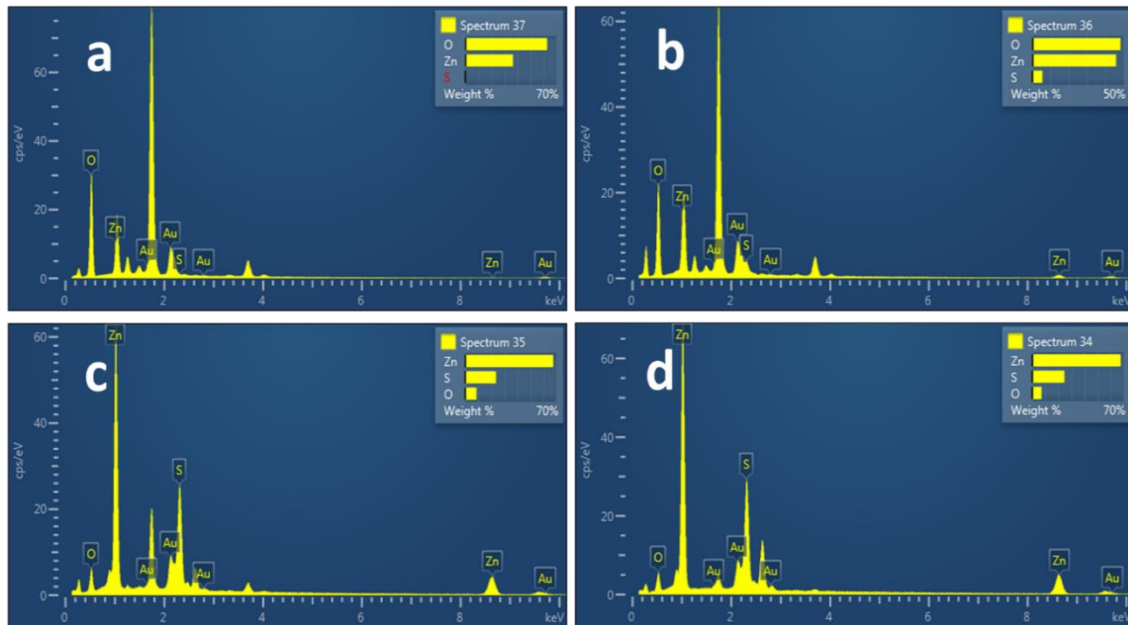 a
Spectrum 37
O
Zn
S
Weight % 70%
cps/eV
60
40
20
0
O
Zn
Au
Au
S
Au
Zn
Au
0 2 4 6 8 keV
b
Spectrum 36
O
Zn
S
Weight % 50%
cps/eV
60
40
20
0
O
Zn
Au
Au
S
Au
Zn
Au
0 2 4 6 8 keV
c
Spectrum 35
Zn
S
O
Weight % 70%
cps/eV
60
40
20
0
Zn
O
Au
Au
S
Au
Zn
Au
0 2 4 6 8 keV
d
Spectrum 34
Zn
S
O
Weight % 70%
cps/eV
60
40
20
0
Zn
O
Au
Au
S
Au
Zn
Au
0 2 4 6 8 keV